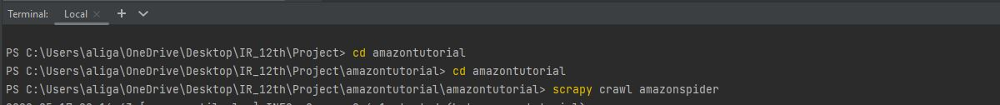 Terminal: Local × +
PS C:\Users\aliga\OneDrive\Desktop\IR_12th\Project> cd amazontutorial
PS C:\Users\aliga\OneDrive\Desktop\IR_12th\Project\amazontutorial> cd amazontutorial
PS C:\Users\aliga\OneDrive\Desktop\IR_12th\Project\amazontutorial\amazontutorial> scrapy crawl amazonspider